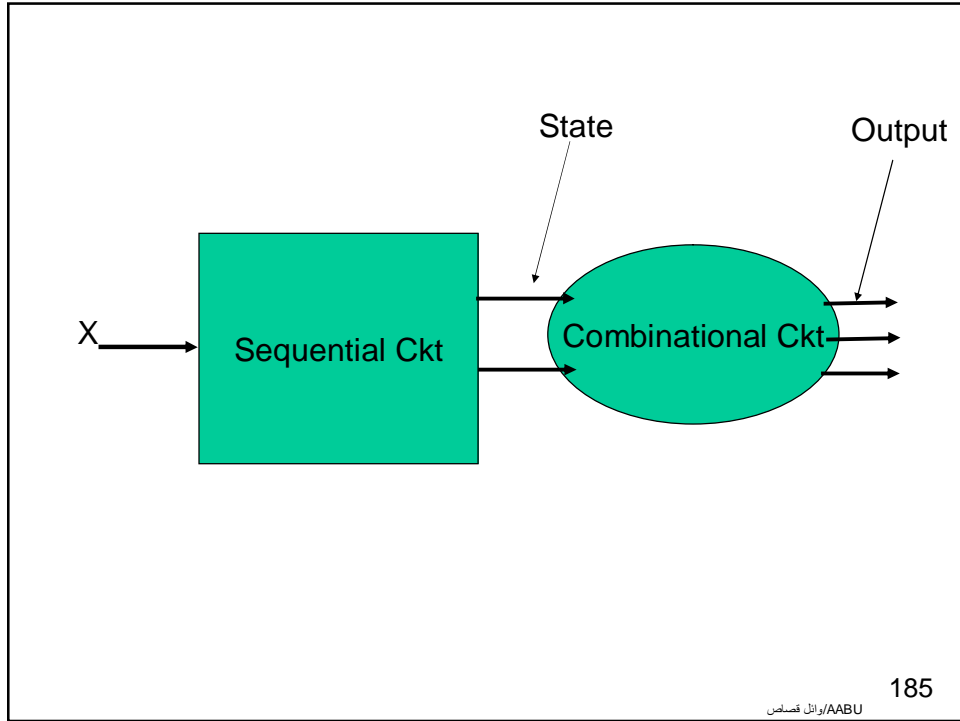 State
Output
X
Sequential Ckt
Combinational Ckt
185
وائل قصاص/AABU